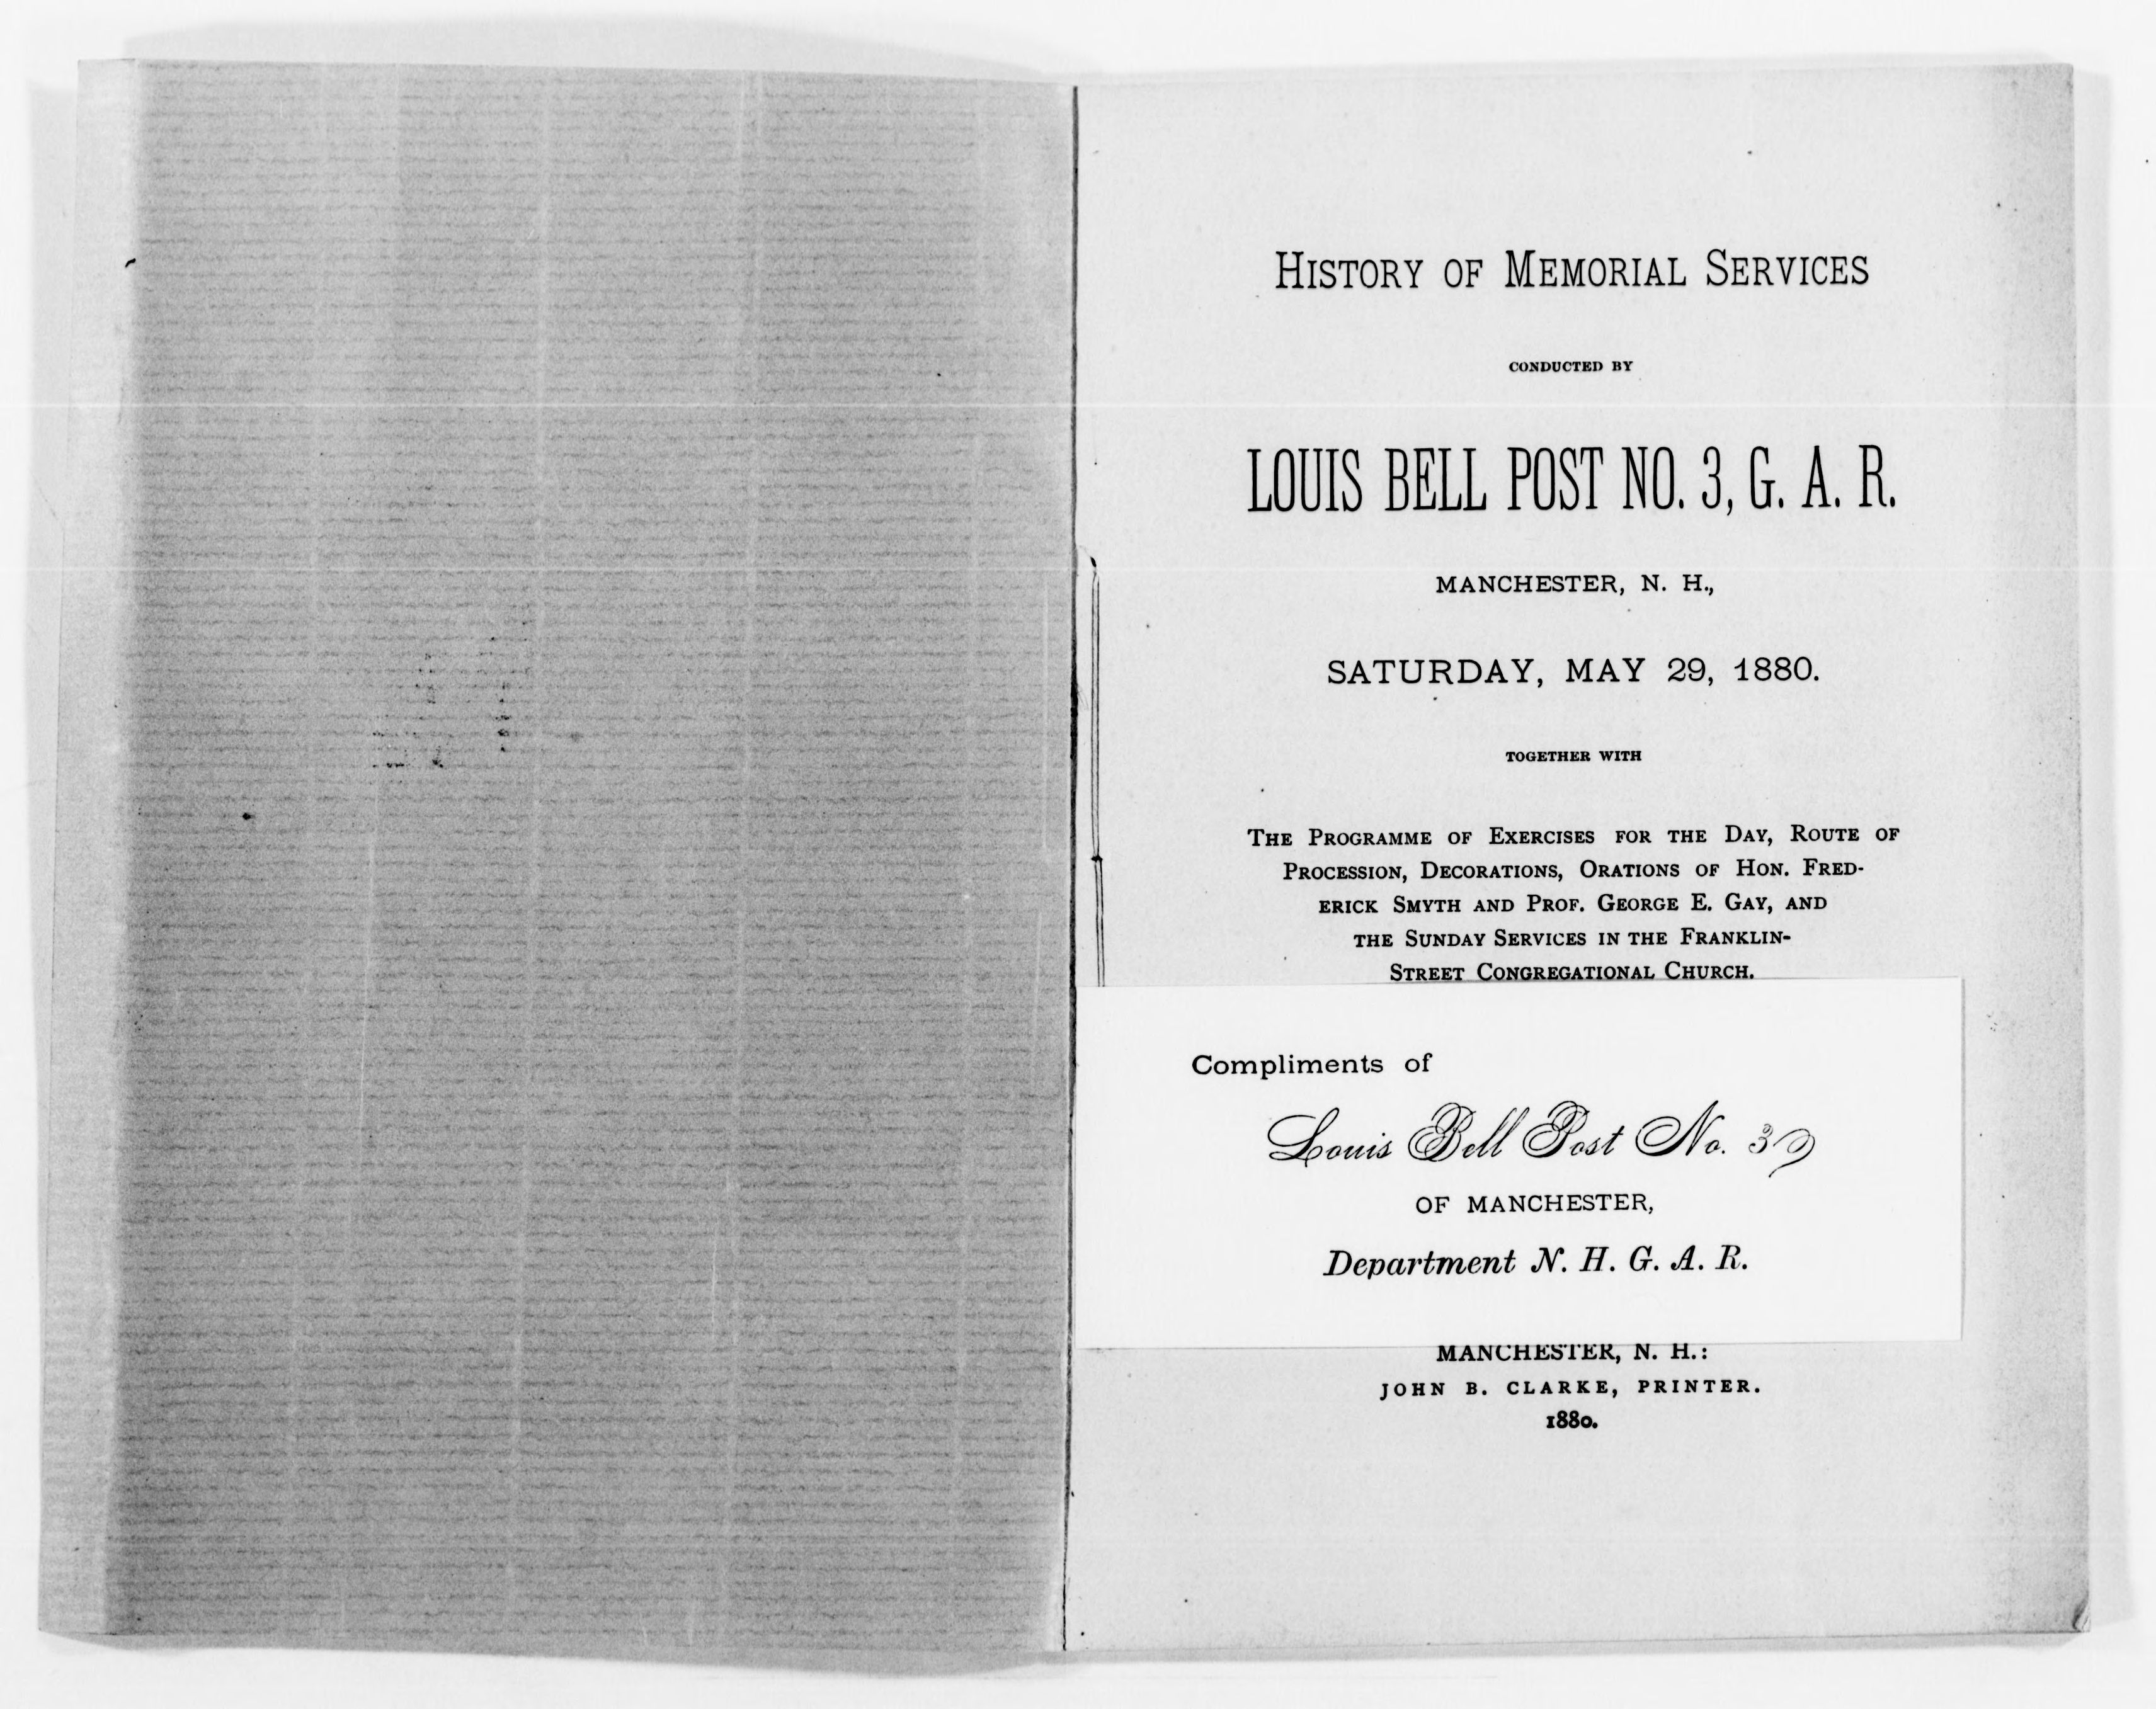 HISTORY OF MEMORIAL SERVICES
CONDUCTED BY
LOUIS BELL POST NO. 3, G. A. R.
MANCHESTER, N. H.,
SATURDAY, MAY 29, 1880.
TOGETHER WITH
THE PROGRAMME OF EXERCISES FOR THE DAY, ROUTE OF
PROCESSION, DECORATIONS, ORATIONS OF HON. FRED-
ERICK SMYTH AND PROF. GEORGE E. GAY, AND
THE SUNDAY SERVICES IN THE FRANKLIN-
STREET CONGREGATIONAL CHURCH.
Compliments of
Louis Bell Post No. 3
OF MANCHESTER,
Department N. H. G. A. R.
MANCHESTER, N. H.:
JOHN B. CLARKE, PRINTER.
1880.